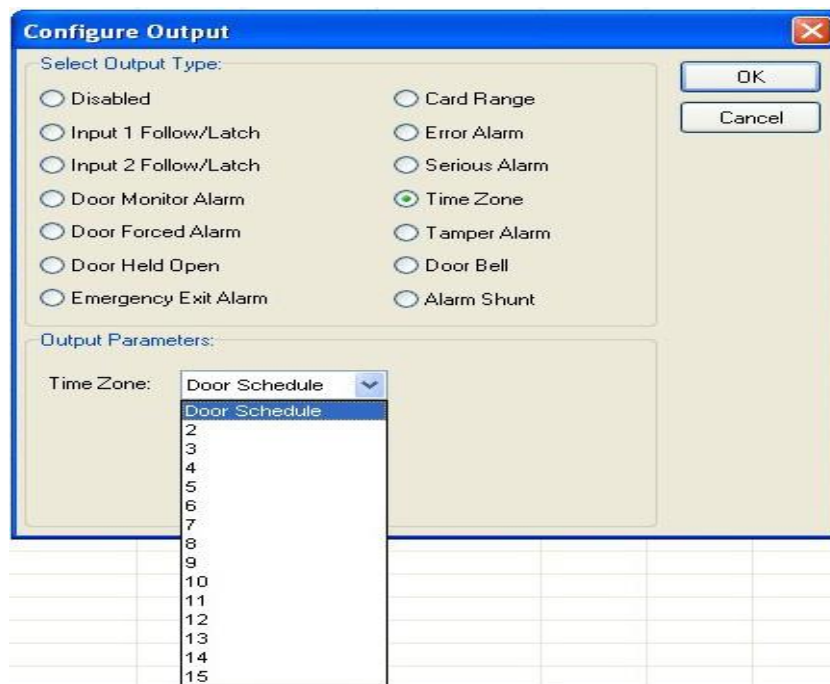 Configure Output
Select Output Type:
Disabled
Input 1 Follow/Latch
Input 2 Follow/Latch
Door Monitor Alarm
Door Forced Alarm
Door Held Open
Emergency Exit Alarm
Card Range
Error Alarm
Serious Alarm
Time Zone
Tamper Alarm
Door Bell
Alarm Shunt
OK
Cancel
Output Parameters:
Time Zone: Door Schedule
Door Schedule
2
3
4
5
6
7
8
9
10
11
12
13
14
15